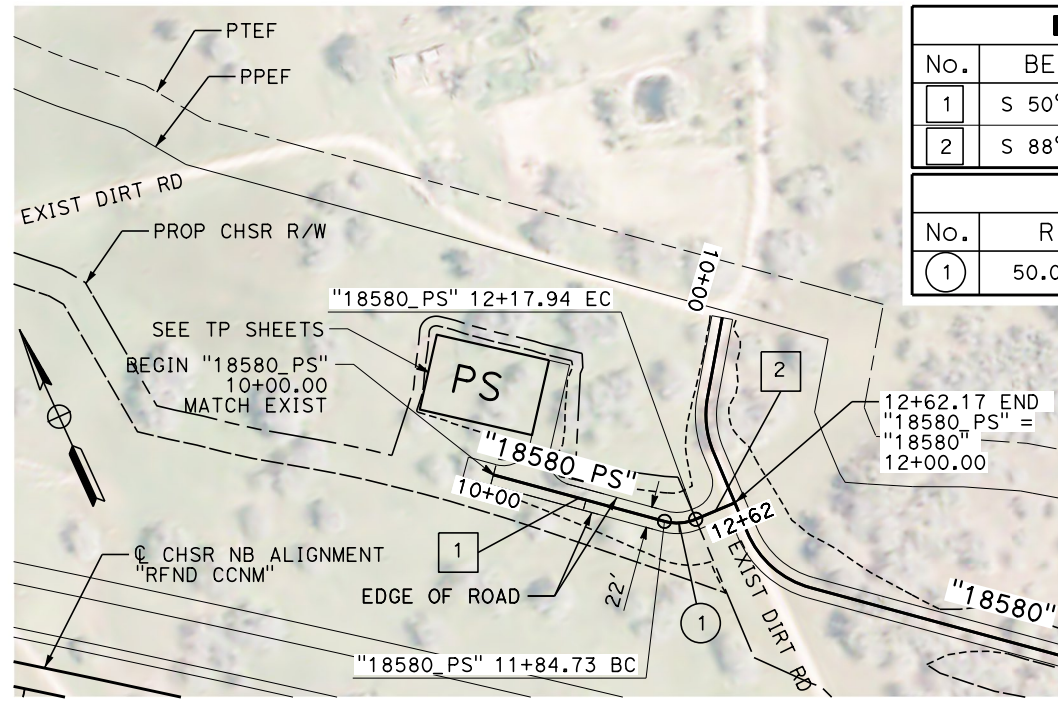 PTEF
PPEF
EXIST DIRT RD
PROP CHSR R/W
"18580_PS" 12+17.94 EC
SEE TP SHEETS
BEGIN "18580_PS"
10+00.00
MATCH EXIST
PS
10+00
2
12+62.17 END
"18580_PS" =
"18580"
12+00.00
"18580_PS"
10+00
12+62
1
℄ CHSR NB ALIGNMENT
"RFND CCNM"
EDGE OF ROAD
22'
1
EXIST DIRT RD
"18580"
"18580_PS" 11+84.73 BC
No. BE
1 S 50°
2 S 88°
No. R
1 50.0